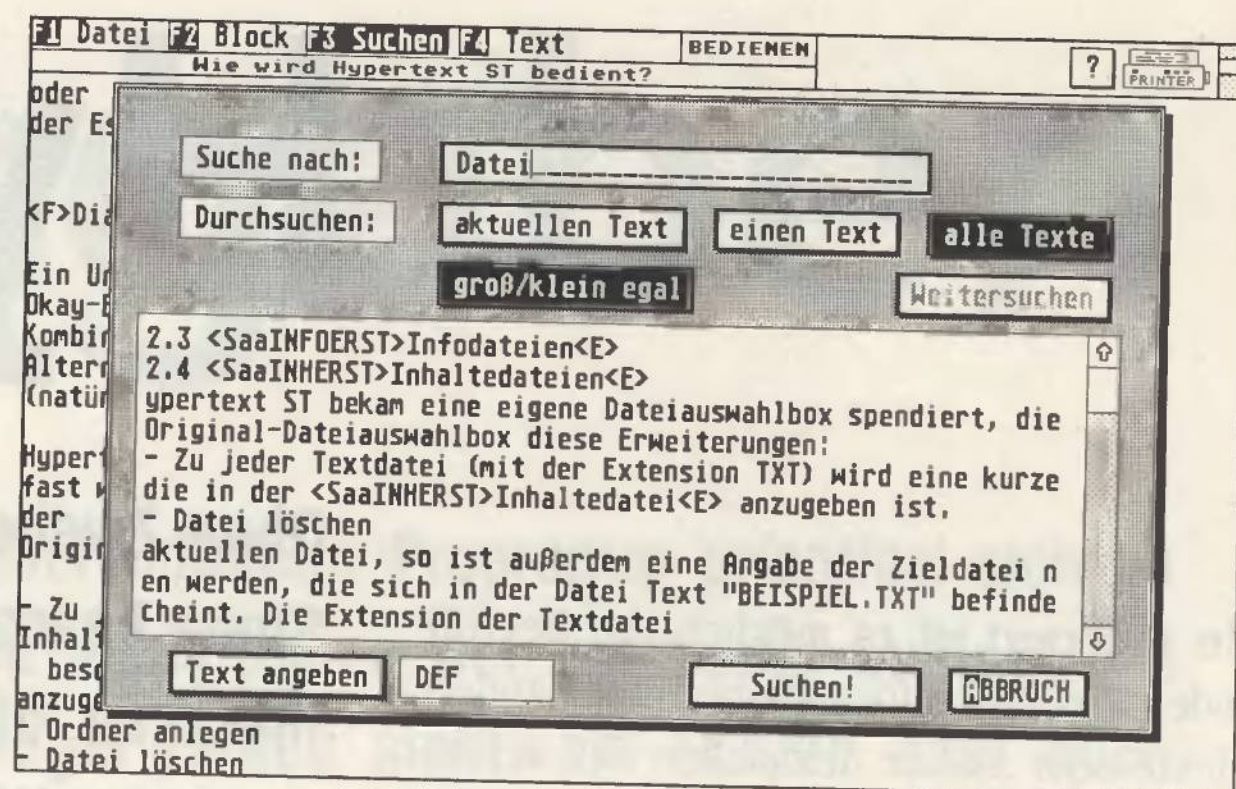 F1 Datei F2 Block F3 Suchen F4 Text BEDIENEN
Wie wird Hypertext ST bedient?
?
PRINTER
oder
der Es
<F>Dia
Ein Un
Okay-B
Kombin
Altern
(natür
Hypert
fast w
der
Origin
- Zu j
Inhalt
besc
anzuge
- Ordner anlegen
- Datei löschen
Suche nach: Datei
Durchsuchen: aktuellen Text einen Text alle Texte
groß/klein egal Weitersuchen
2.3 <SaaINFOERST>Infodateien<E>
2.4 <SaaINHERST>Inhaltedateien<E>
ypertext ST bekam eine eigene Dateiauswahlbox spendiert, die
Original-Dateiauswahlbox diese Erweiterungen:
- Zu jeder Textdatei (mit der Extension TXT) wird eine kurze
die in der <SaaINHERST>Inhaltedatei<E> anzugeben ist.
- Datei löschen
aktuellen Datei, so ist außerdem eine Angabe der Zieldatei n
en werden, die sich in der Datei Text "BEISPIEL.TXT" befinde
cheint. Die Extension der Textdatei
Text angeben DEF Suchen! ABBRUCH